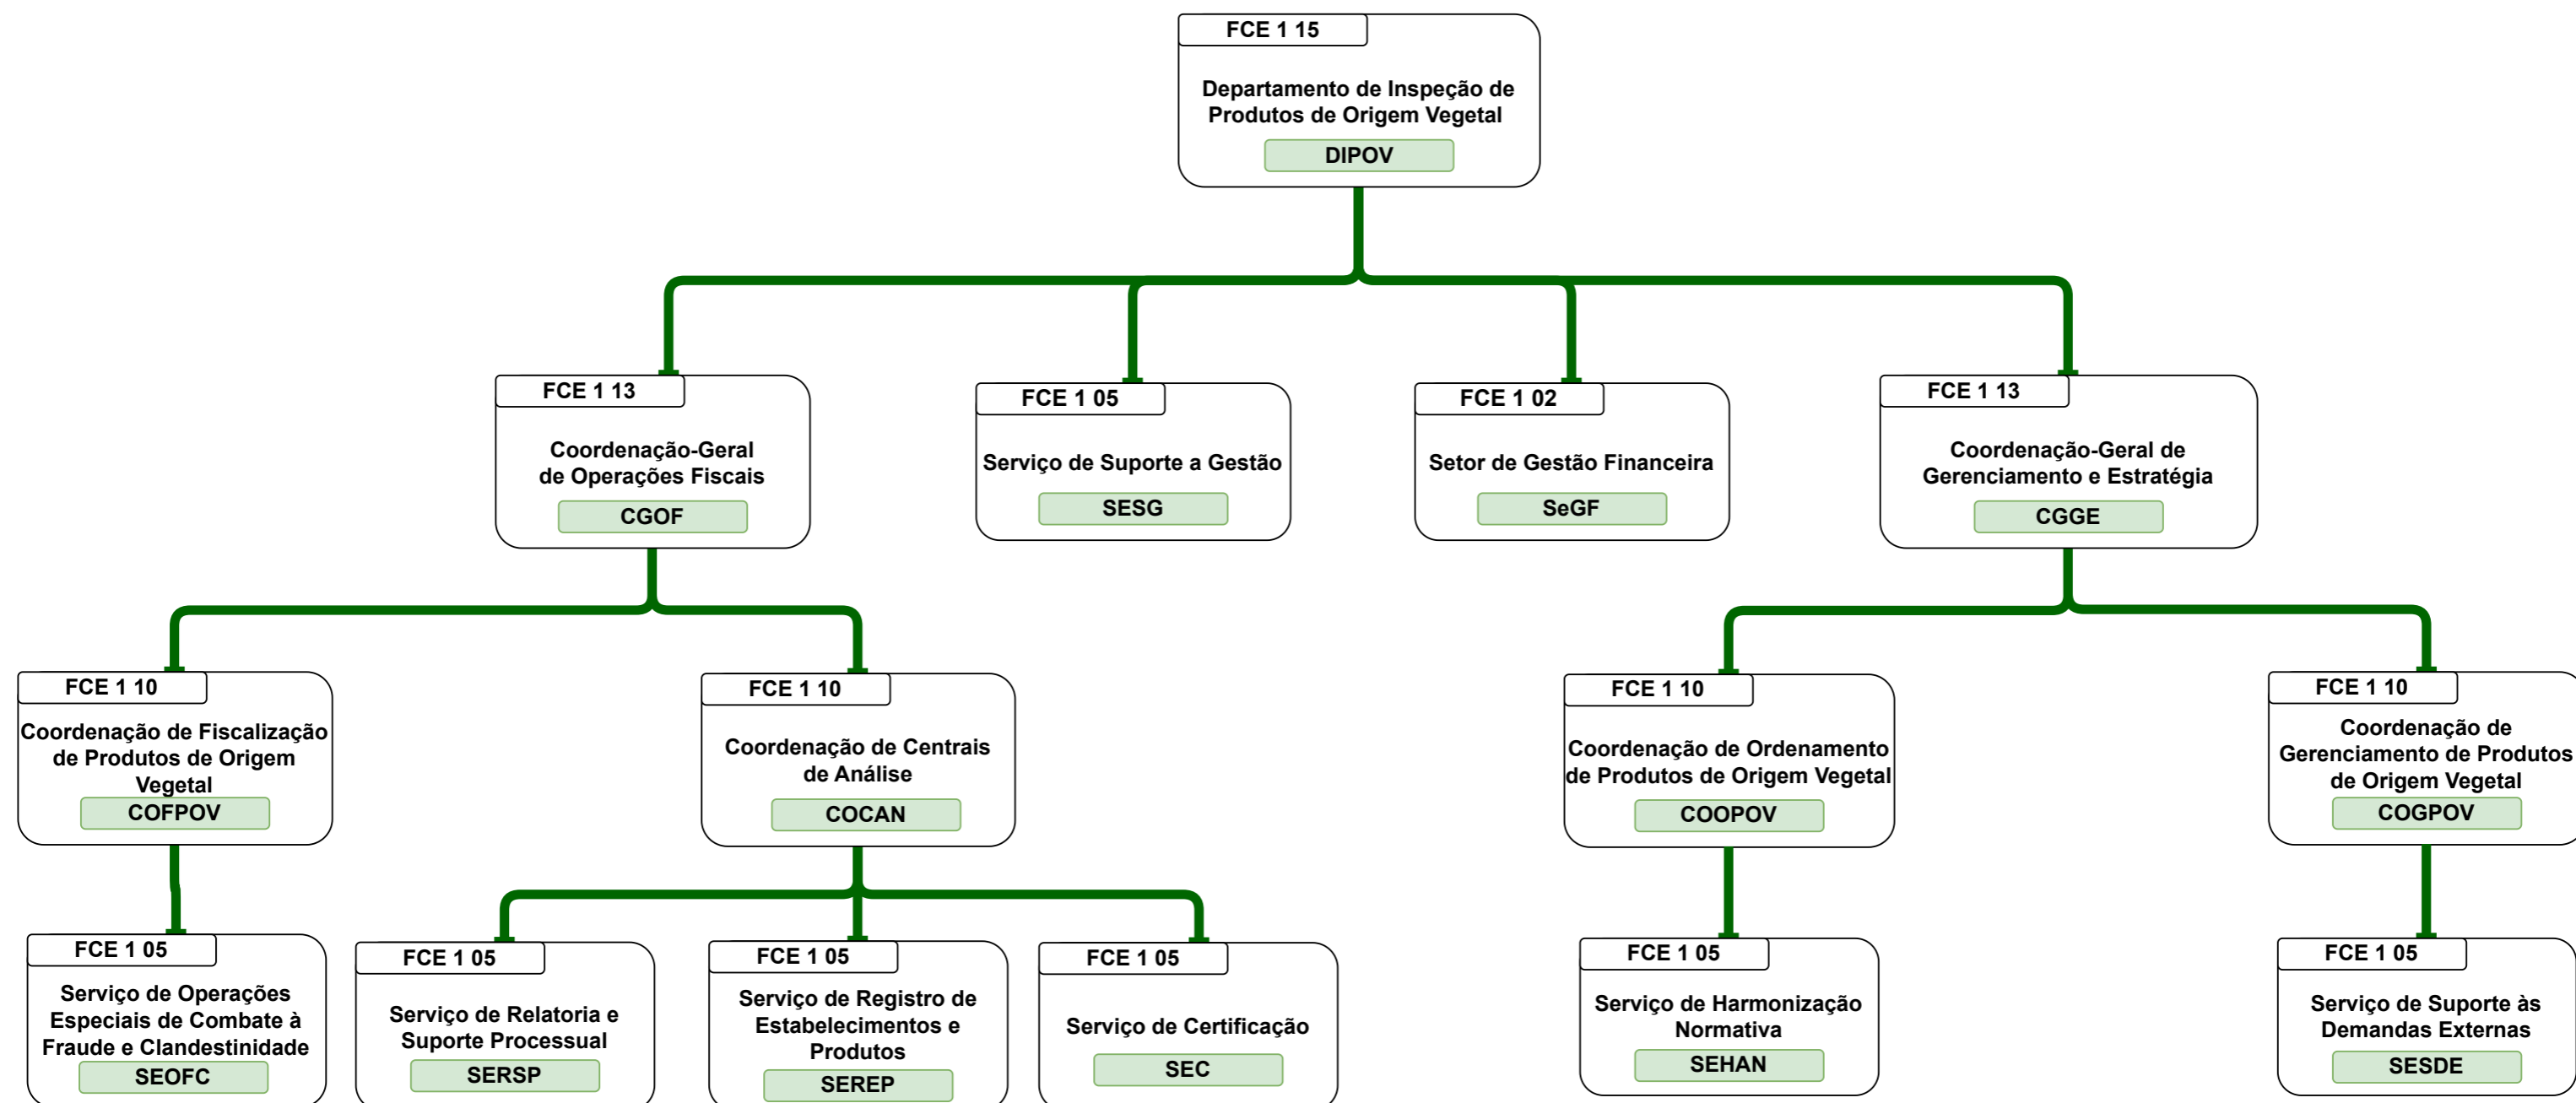 FCE 1 15
Departamento de Inspeção de
Produtos de Origem Vegetal
DIPOV
FCE 1 13
Coordenação-Geral
de Operações Fiscais
CGOF
FCE 1 05
Serviço de Suporte a Gestão
SESG
FCE 1 02
Setor de Gestão Financeira
SeGF
FCE 1 13
Coordenação-Geral de
Gerenciamento e Estratégia
CGGE
FCE 1 10
Coordenação de Fiscalização
de Produtos de Origem
Vegetal
COFPOV
FCE 1 10
Coordenação de Centrais
de Análise
COCAN
FCE 1 10
Coordenação de Ordenamento
de Produtos de Origem Vegetal
COOPOV
FCE 1 10
Coordenação de
Gerenciamento de Produtos
de Origem Vegetal
COGPOV
FCE 1 05
Serviço de Operações
Especiais de Combate à
Fraude e Clandestinidade
SEOFC
FCE 1 05
Serviço de Relatoria e
Suporte Processual
SERSP
FCE 1 05
Serviço de Registro de
Estabelecimentos e
Produtos
SEREP
FCE 1 05
Serviço de Certificação
SEC
FCE 1 05
Serviço de Harmonização
Normativa
SEHAN
FCE 1 05
Serviço de Suporte às
Demandas Externas
SESDE